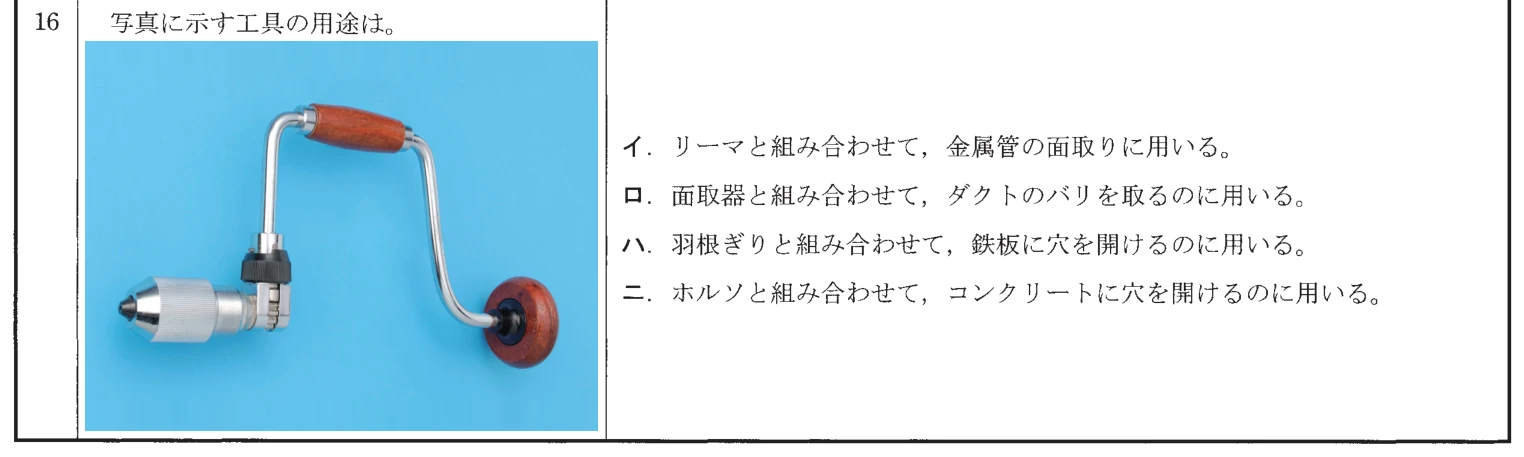 16 写真に示す工具の用途は。
イ. リーマと組み合わせて，金属管の面取りに用いる。
ロ. 面取器と組み合わせて，ダクトのバリを取るのに用いる。
ハ. 羽根ぎりと組み合わせて，鉄板に穴を開けるのに用いる。
ニ. ホルソと組み合わせて，コンクリートに穴を開けるのに用いる。